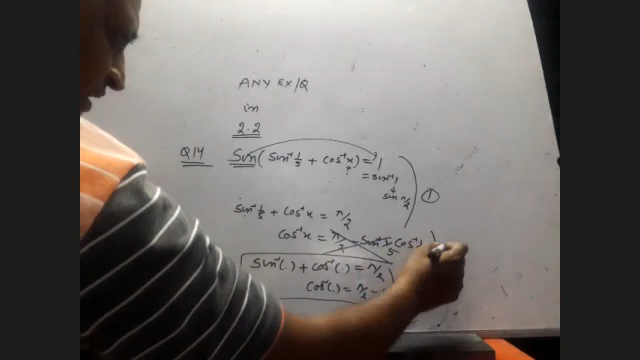 ANY EX/Q
in
2.2
Q14 Sin(Sin⁻¹ 1/5 + Cos⁻¹ x) = 1
= sin⁻¹ 1
sin π/2
①
Sin⁻¹ 1/5 + Cos⁻¹ x = π/2
Cos⁻¹ x = π/2 - Sin⁻¹ 1/5
Sin⁻¹(.) + Cos⁻¹(.) = π/2
Cos⁻¹(.) = π/2 -